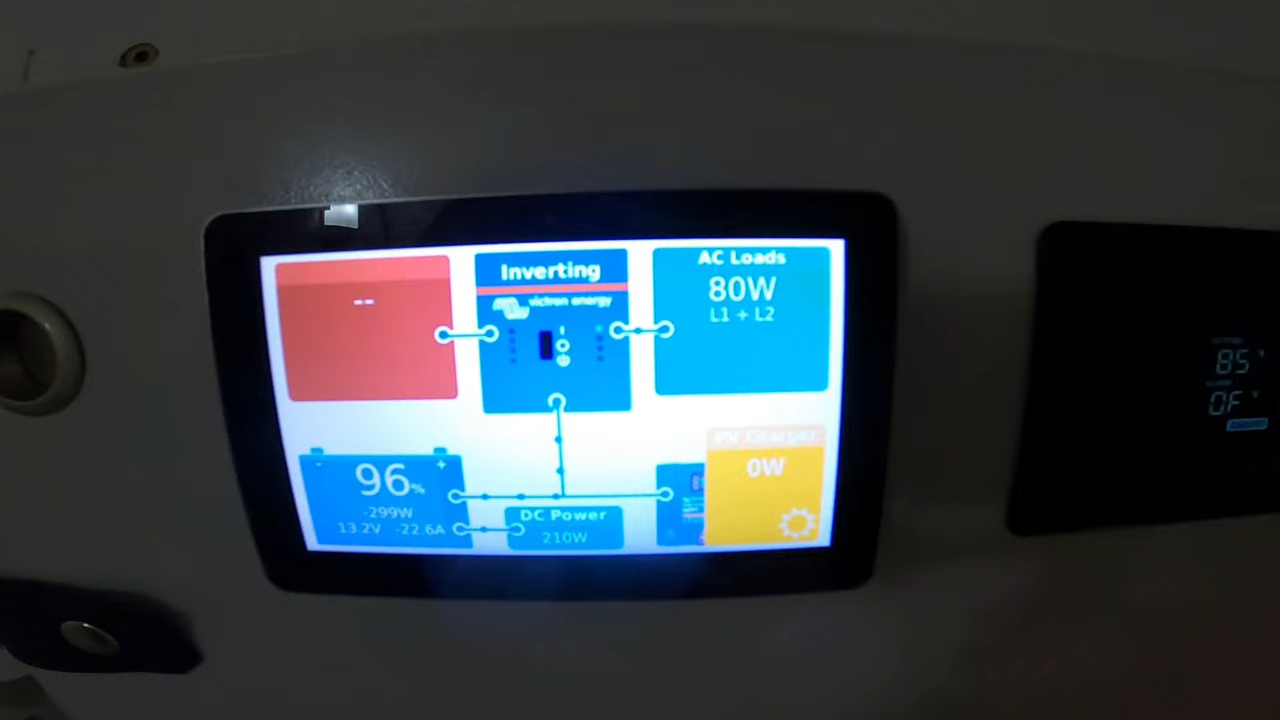 --
Inverting
victron energy
AC Loads
80W
L1 + L2
- +
96%
-299W
13.2V -22.6A
DC Power
210W
PV Charger
0W
85°
OF